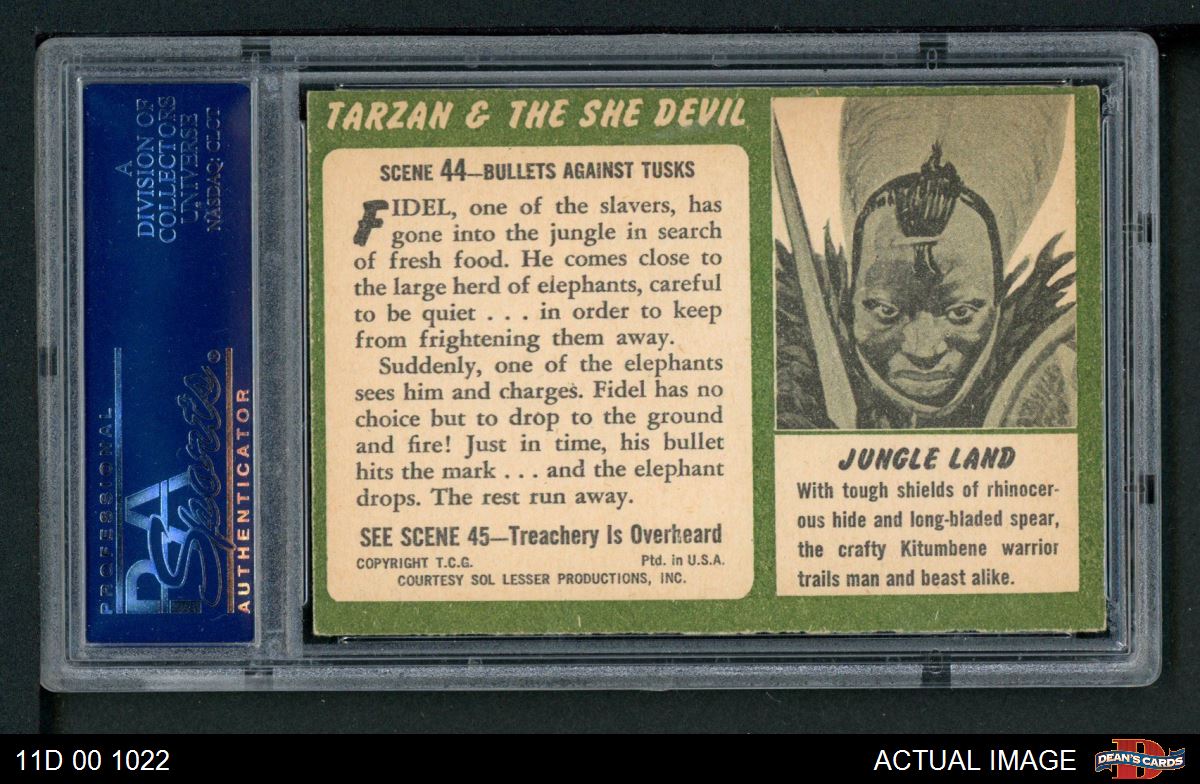 A
DIVISION OF
COLLECTORS
UNIVERSE
NASDAQ: CLCT
PROFESSIONAL
PSA
Sports®
AUTHENTICATOR
TARZAN & THE SHE DEVIL
SCENE 44—BULLETS AGAINST TUSKS
FIDEL, one of the slavers, has
gone into the jungle in search
of fresh food. He comes close to
the large herd of elephants, careful
to be quiet . . . in order to keep
from frightening them away.
Suddenly, one of the elephants
sees him and charges. Fidel has no
choice but to drop to the ground
and fire! Just in time, his bullet
hits the mark . . . and the elephant
drops. The rest run away.
SEE SCENE 45—Treachery Is Overheard
COPYRIGHT T.C.G. Ptd. in U.S.A.
COURTESY SOL LESSER PRODUCTIONS, INC.
JUNGLE LAND
With tough shields of rhinocer-
ous hide and long-bladed spear,
the crafty Kitumbene warrior
trails man and beast alike.
11D 00 1022
ACTUAL IMAGE
D
DEAN'S CARDS